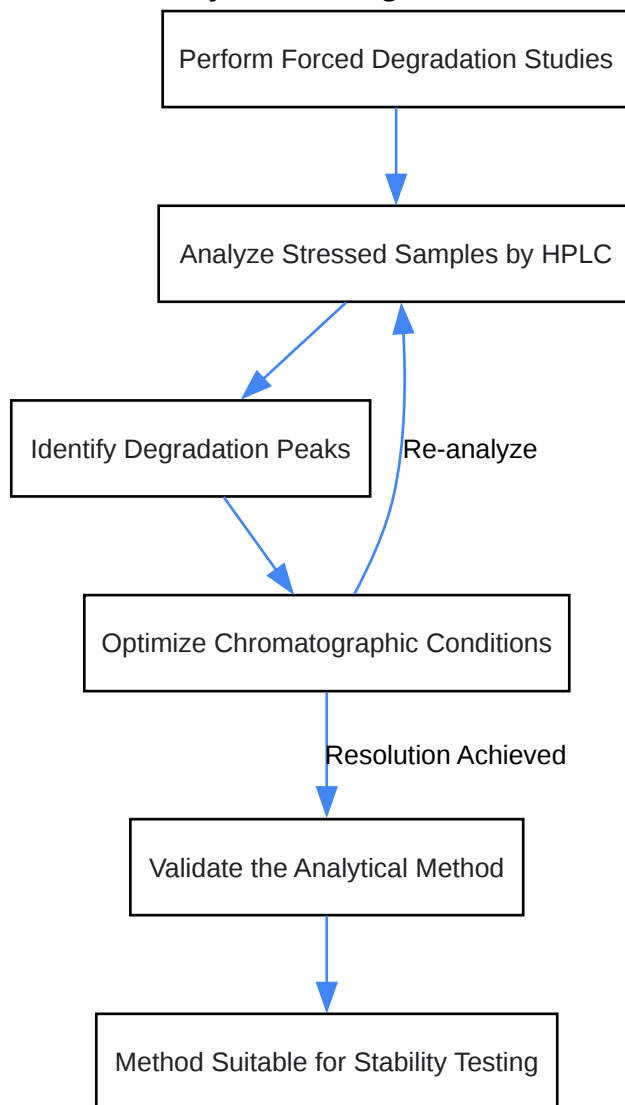 Perform Forced Degradation Studies
Analyze Stressed Samples by HPLC
Identify Degradation Peaks
Re-analyze
Optimize Chromatographic Conditions
Resolution Achieved
Validate the Analytical Method
Method Suitable for Stability Testing